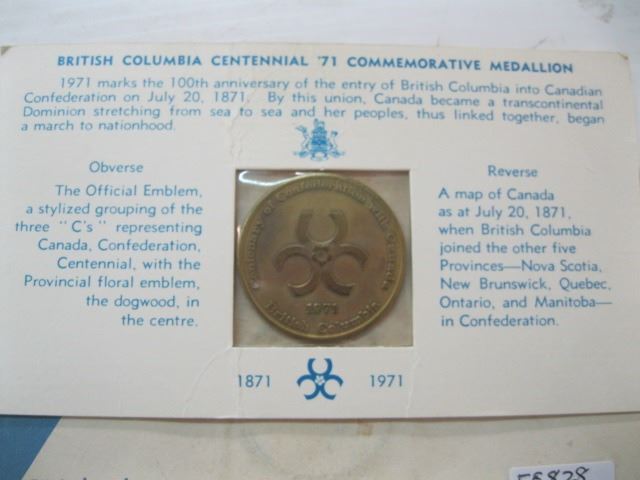 BRITISH COLUMBIA CENTENNIAL '71 COMMEMORATIVE MEDALLION
1971 marks the 100th anniversary of the entry of British Columbia into Canadian
Confederation on July 20, 1871. By this union, Canada became a transcontinental
Dominion stretching from sea to sea and her peoples, thus linked together, began
a march to nationhood.
Obverse
The Official Emblem,
a stylized grouping of the
three "C's" representing
Canada, Confederation,
Centennial, with the
Provincial floral emblem,
the dogwood, in
the centre.
of Confederation with Canada
1971
British Columbia
Reverse
A map of Canada
as at July 20, 1871,
when British Columbia
joined the other five
Provinces—Nova Scotia,
New Brunswick, Quebec,
Ontario, and Manitoba—
in Confederation.
1871 1971